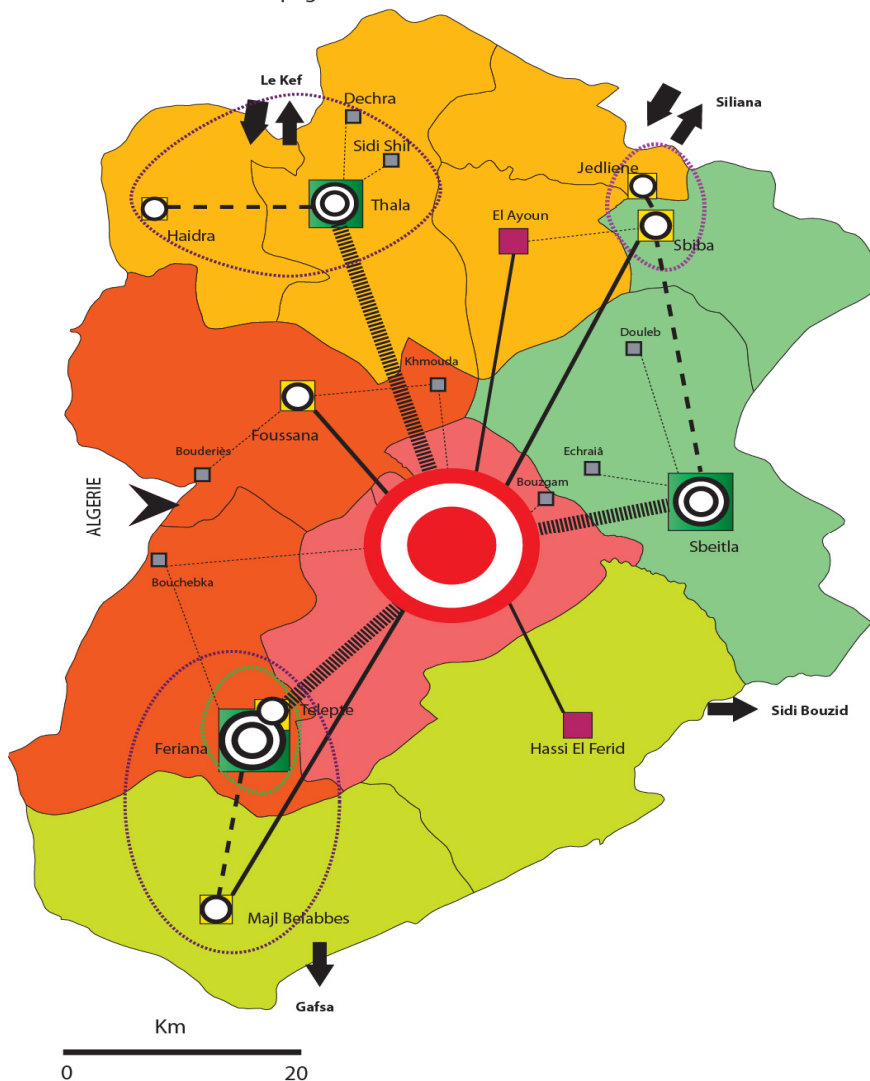 Le Kef
Dechra
Siliana
Sidi Shil
Jedliene
Thala
El Ayoun
Haidra
Sbiba
Douleb
Khmouda
Foussana
Bouderiès
Echraiâ
Bouzgam
ALGERIE
Sbeitla
Bouchebka
Telepte
Sidi Bouzid
Feriana
Hassi El Ferid
Majl Belabbes
Gafsa
Km
0
20